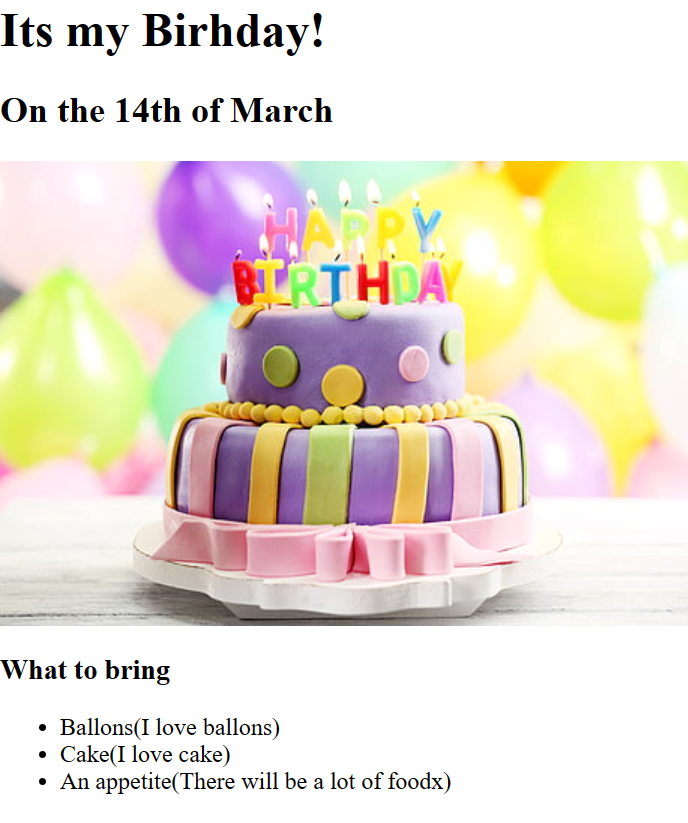 Its my Birhday!
On the 14th of March
HAPPY
BIRTHDAY
What to bring
Ballons(I love ballons)
Cake(I love cake)
An appetite(There will be a lot of foodx)